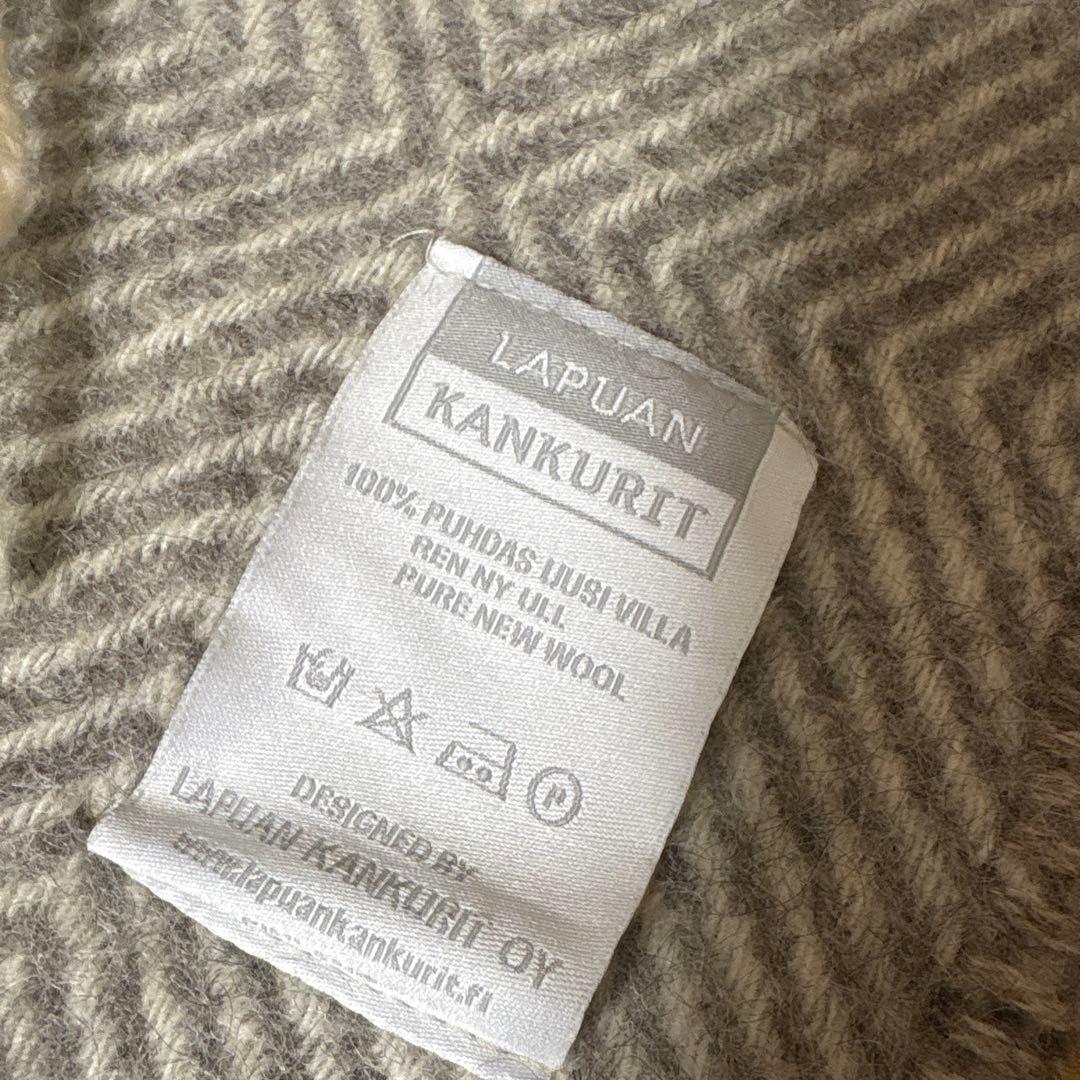 LAPUAN
KANKURIT
100% PUHDAS UUSI VILLA
REN NY ULL
PURE NEW WOOL
P
DESIGNED BY
LAPUAN KANKURIT OY
www.lapuankankurit.fi